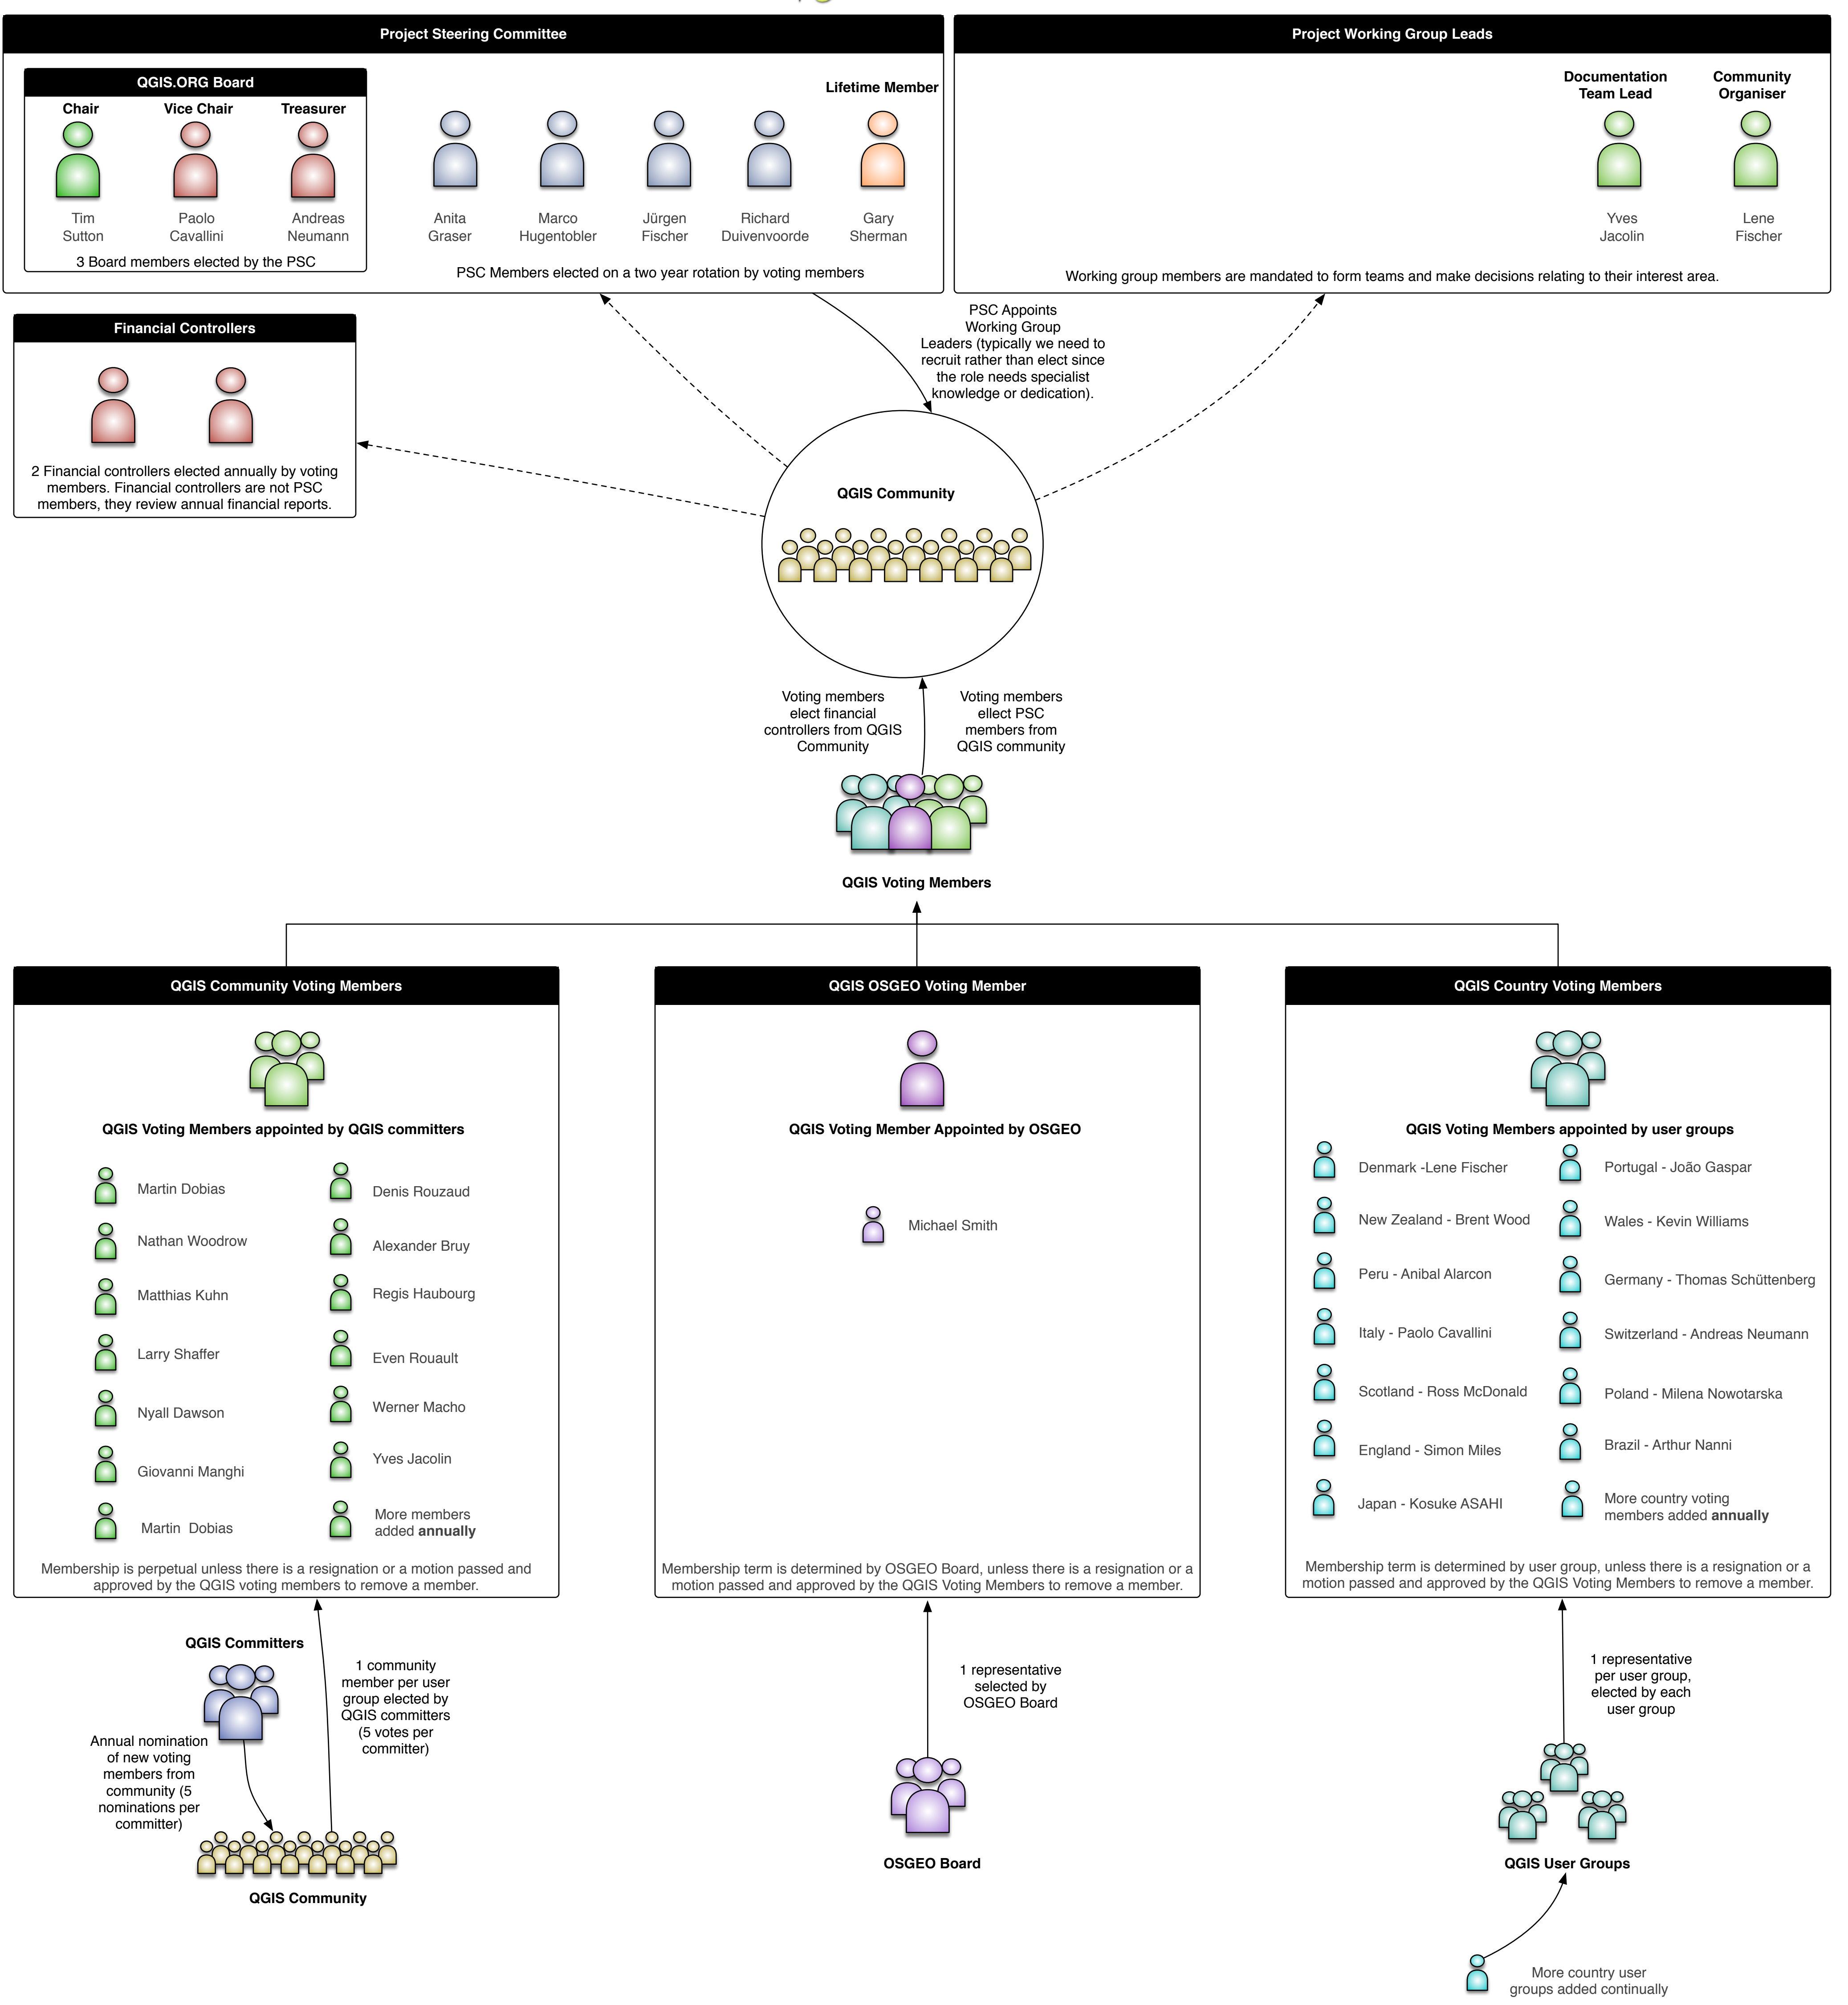 Project Steering Committee
QGIS.ORG Board
Chair
Vice Chair
Treasurer
Tim
Sutton
Paolo
Cavallini
Andreas
Neumann
3 Board members elected by the PSC
Lifetime Member
Anita
Graser
Marco
Hugentobler
Jürgen
Fischer
Richard
Duivenvoorde
Gary
Sherman
PSC Members elected on a two year rotation by voting members
Project Working Group Leads
Documentation
Team Lead
Community
Organiser
Yves
Jacolin
Lene
Fischer
Working group members are mandated to form teams and make decisions relating to their interest area.
Financial Controllers
2 Financial controllers elected annually by voting
members. Financial controllers are not PSC
members, they review annual financial reports.
PSC Appoints
Working Group
Leaders (typically we need to
recruit rather than elect since
the role needs specialist
knowledge or dedication).
QGIS Community
Voting members
elect financial
controllers from QGIS
Community
Voting members
ellect PSC
members from
QGIS community
QGIS Voting Members
QGIS Community Voting Members
QGIS Voting Members appointed by QGIS committers
Martin Dobias
Denis Rouzaud
Nathan Woodrow
Alexander Bruy
Matthias Kuhn
Regis Haubourg
Larry Shaffer
Even Rouault
Nyall Dawson
Werner Macho
Giovanni Manghi
Yves Jacolin
Martin  Dobias
More members
added annually
Membership is perpetual unless there is a resignation or a motion passed and
approved by the QGIS voting members to remove a member.
QGIS OSGEO Voting Member
QGIS Voting Member Appointed by OSGEO
Michael Smith
Membership term is determined by OSGEO Board, unless there is a resignation or a
motion passed and approved by the QGIS Voting Members to remove a member.
QGIS Country Voting Members
QGIS Voting Members appointed by user groups
Denmark -Lene Fischer
Portugal - João Gaspar
New Zealand - Brent Wood
Wales - Kevin Williams
Peru - Anibal Alarcon
Germany - Thomas Schüttenberg
Italy - Paolo Cavallini
Switzerland - Andreas Neumann
Scotland - Ross McDonald
Poland - Milena Nowotarska
England - Simon Miles
Brazil - Arthur Nanni
Japan - Kosuke ASAHI
More country voting
members added annually
Membership term is determined by user group, unless there is a resignation or a
motion passed and approved by the QGIS Voting Members to remove a member.
QGIS Committers
1 community
member per user
group elected by
QGIS committers
(5 votes per
committer)
Annual nomination
of new voting
members from
community (5
nominations per
committer)
QGIS Community
1 representative
selected by
OSGEO Board
OSGEO Board
1 representative
per user group,
elected by each
user group
QGIS User Groups
More country user
groups added continually